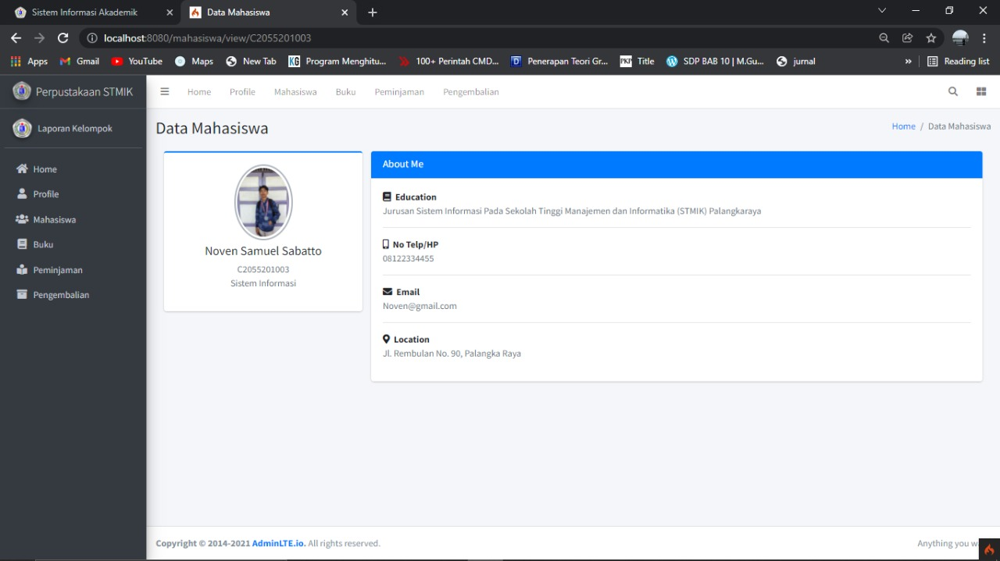 Sistem Informasi Akademik
Data Mahasiswa
localhost:8080/mahasiswa/view/C2055201003
Apps Gmail YouTube Maps New Tab Program Menghitu... 100+ Perintah CMD... Penerapan Teori Gr... Title SDP BAB 10 | M.Gu... jurnal » Reading list
Perpustakaan STMIK
Home Profile Mahasiswa Buku Peminjaman Pengembalian
Laporan Kelompok
Home
Profile
Mahasiswa
Buku
Peminjaman
Pengembalian
Data Mahasiswa
Home / Data Mahasiswa
Noven Samuel Sabatto
C2055201003
Sistem Informasi
About Me
Education
Jurusan Sistem Informasi Pada Sekolah Tinggi Manajemen dan Informatika (STMIK) Palangkaraya
No Telp/HP
08122334455
Email
Noven@gmail.com
Location
Jl. Rembulan No. 90, Palangka Raya
Copyright © 2014-2021 AdminLTE.io. All rights reserved.
Anything you w